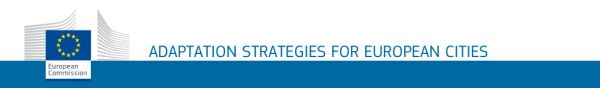 ADAPTATION STRATEGIES FOR EUROPEAN CITIES
European
Commission